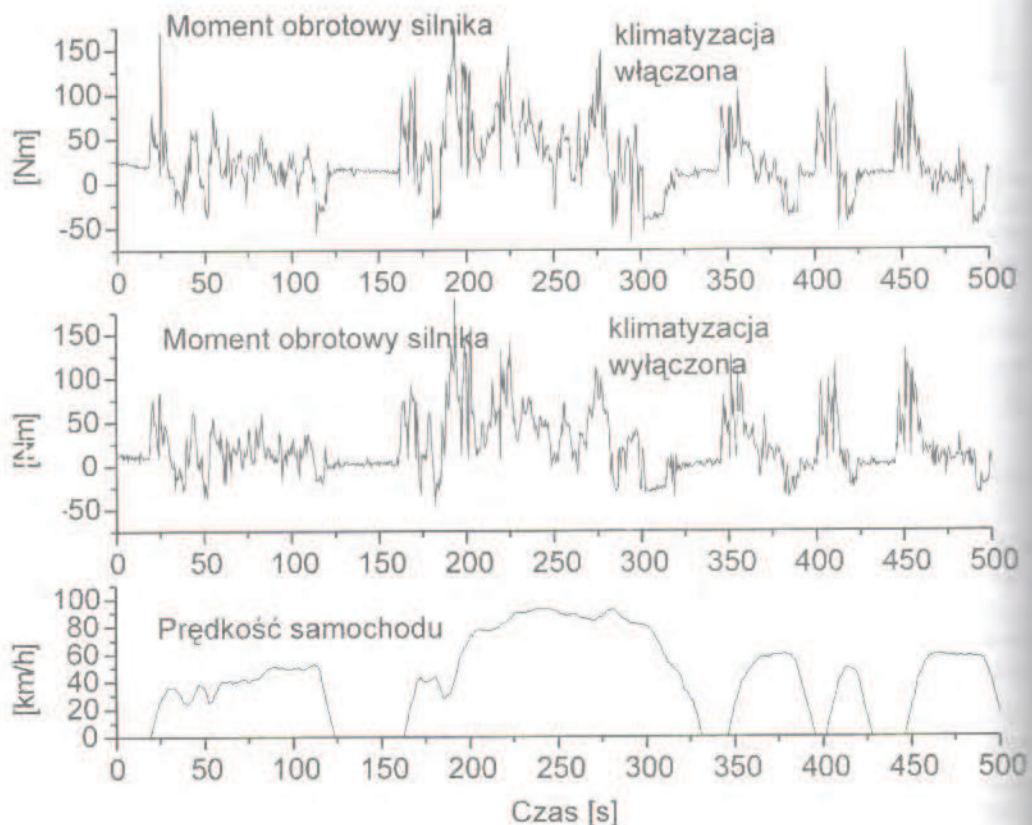 Moment obrotowy silnika
klimatyzacja
włączona
[Nm]
150
100
50
0
-50
0 50 100 150 200 250 300 350 400 450 500
Moment obrotowy silnika
klimatyzacja
wyłączona
[Nm]
150
100
50
0
-50
0 50 100 150 200 250 300 350 400 450 500
Prędkość samochodu
[km/h]
100
80
60
40
20
0
0 50 100 150 200 250 300 350 400 450 500
Czas [s]